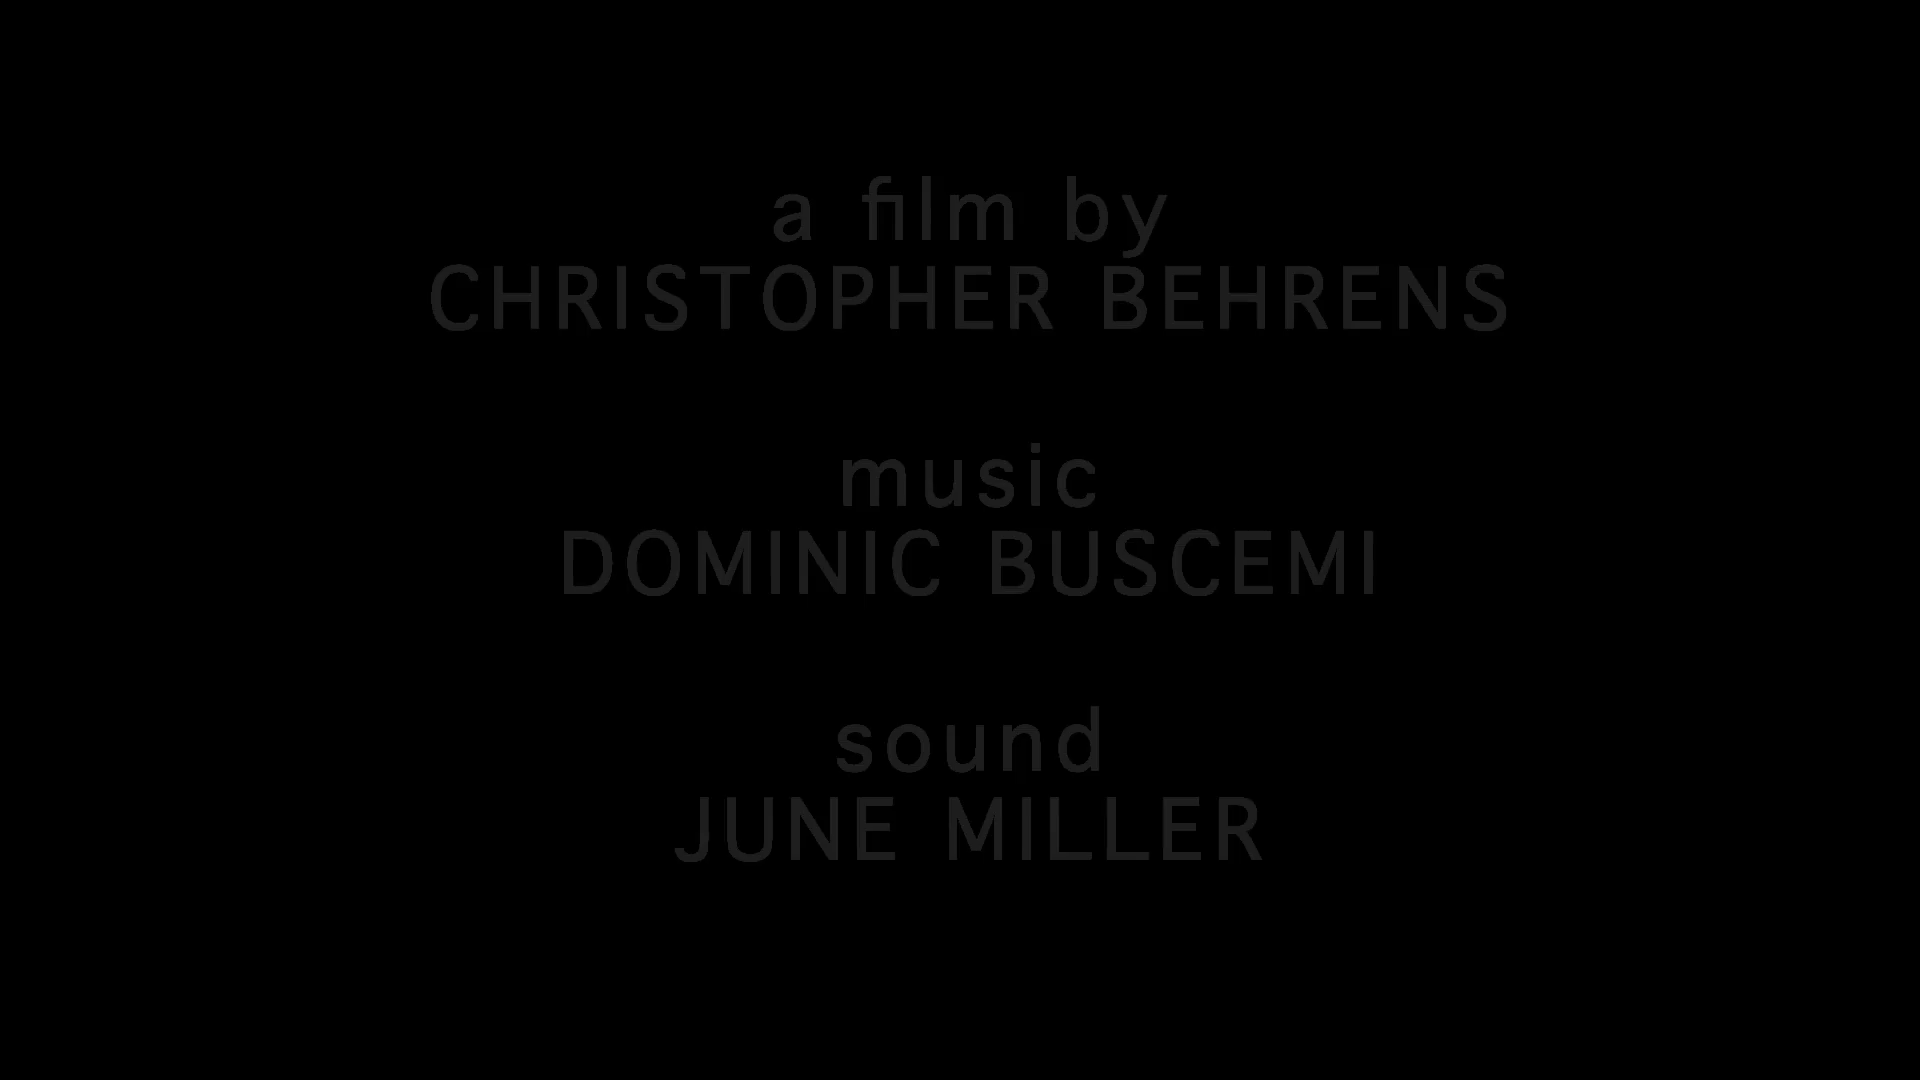 a film by
CHRISTOPHER BEHRENS
music
DOMINIC BUSCEMI
sound
JUNE MILLER